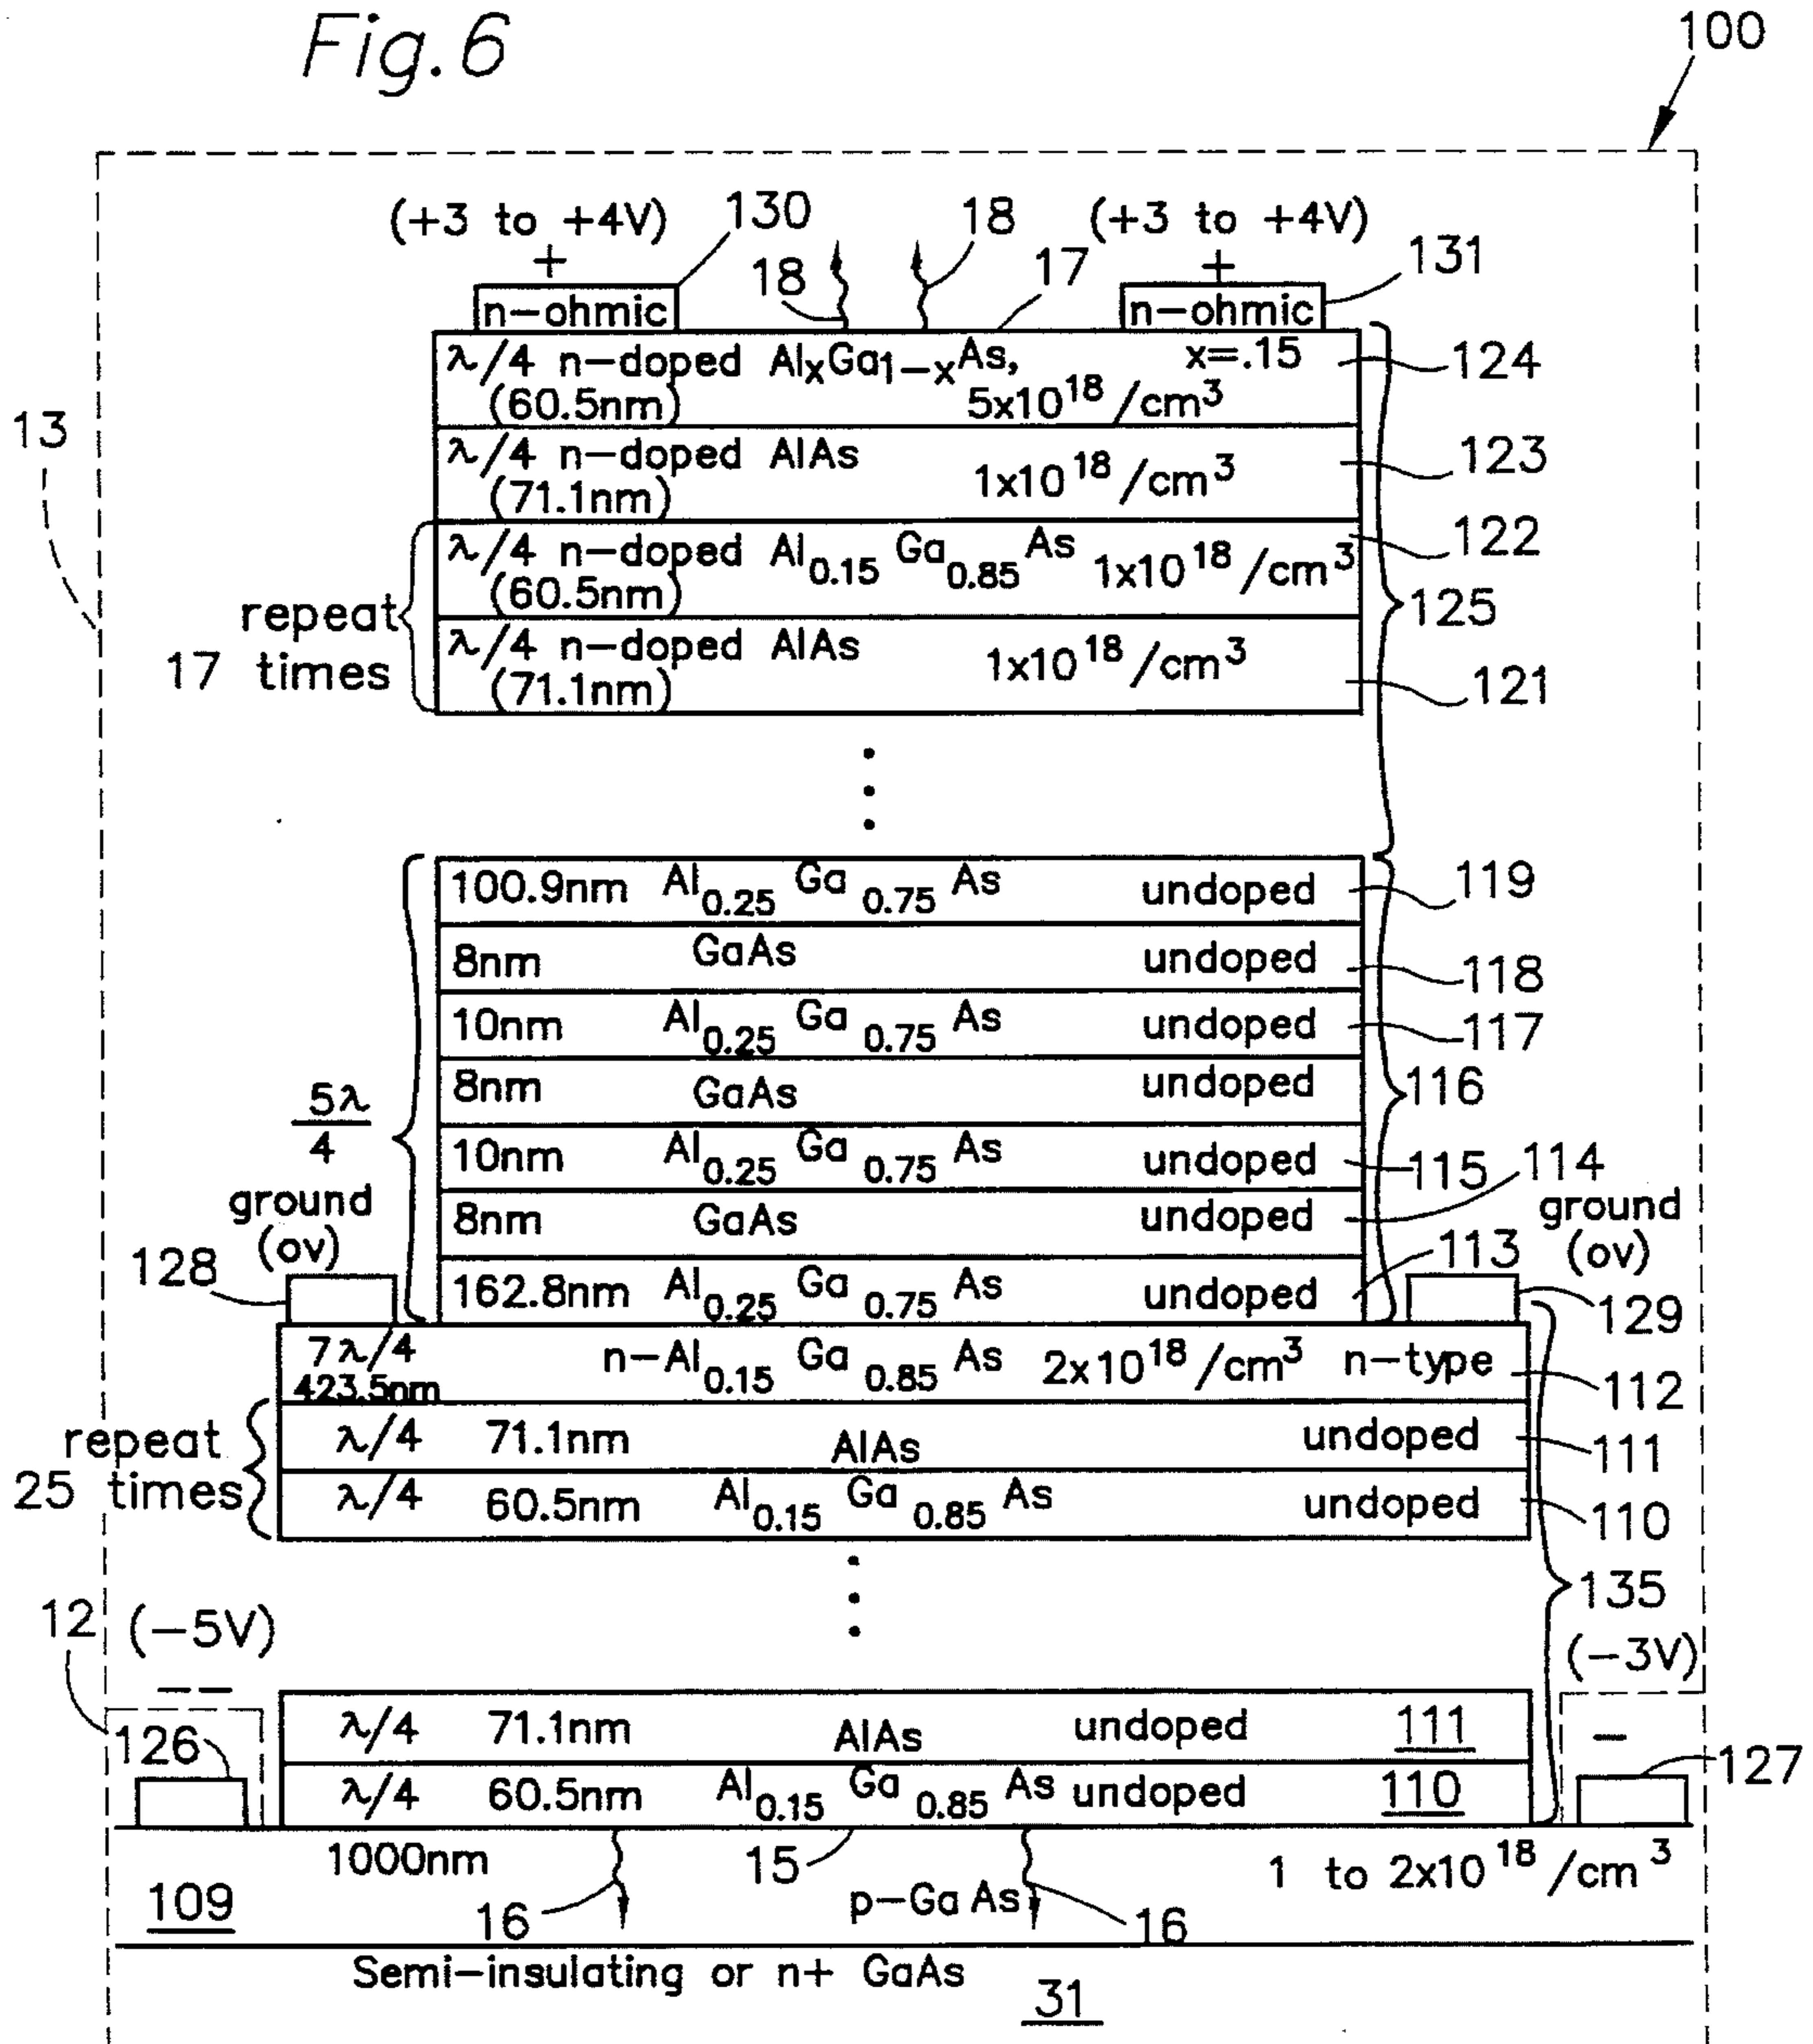 Fig.6
100
(+3 to +4V) 130 18 (+3 to +4V)
+ 18 17 + 131
n-ohmic n-ohmic
λ/4 n-doped AlxGa1-xAs, x=.15 124
(60.5nm) 5x10^18/cm^3
13
λ/4 n-doped AlAs 1x10^18/cm^3 123
(71.1nm)
λ/4 n-doped Al0.15 Ga0.85 As 1x10^18/cm^3 122
(60.5nm)
repeat 17 times
125
λ/4 n-doped AlAs 1x10^18/cm^3 121
(71.1nm)
100.9nm Al0.25 Ga 0.75 As undoped 119
8nm GaAs undoped 118
10nm Al0.25 Ga 0.75 As undoped 117
8nm GaAs undoped 116
5λ/4
10nm Al0.25 Ga 0.75 As undoped 115
8nm GaAs undoped 114
ground (ov) ground (ov)
128 162.8nm Al0.25 Ga 0.75 As undoped 113 129
7λ/4 423.5nm n-Al0.15 Ga 0.85 As 2x10^18/cm^3 n-type 112
repeat 25 times
λ/4 71.1nm AlAs undoped 111
λ/4 60.5nm Al0.15 Ga 0.85 As undoped 110
135
12 (-5V) (-3V)
-- -
λ/4 71.1nm AlAs undoped 111
126 127
λ/4 60.5nm Al0.15 Ga 0.85 As undoped 110
1000nm 15 1 to 2x10^18/cm^3
109 16 p-GaAs 16
Semi-insulating or n+ GaAs
31